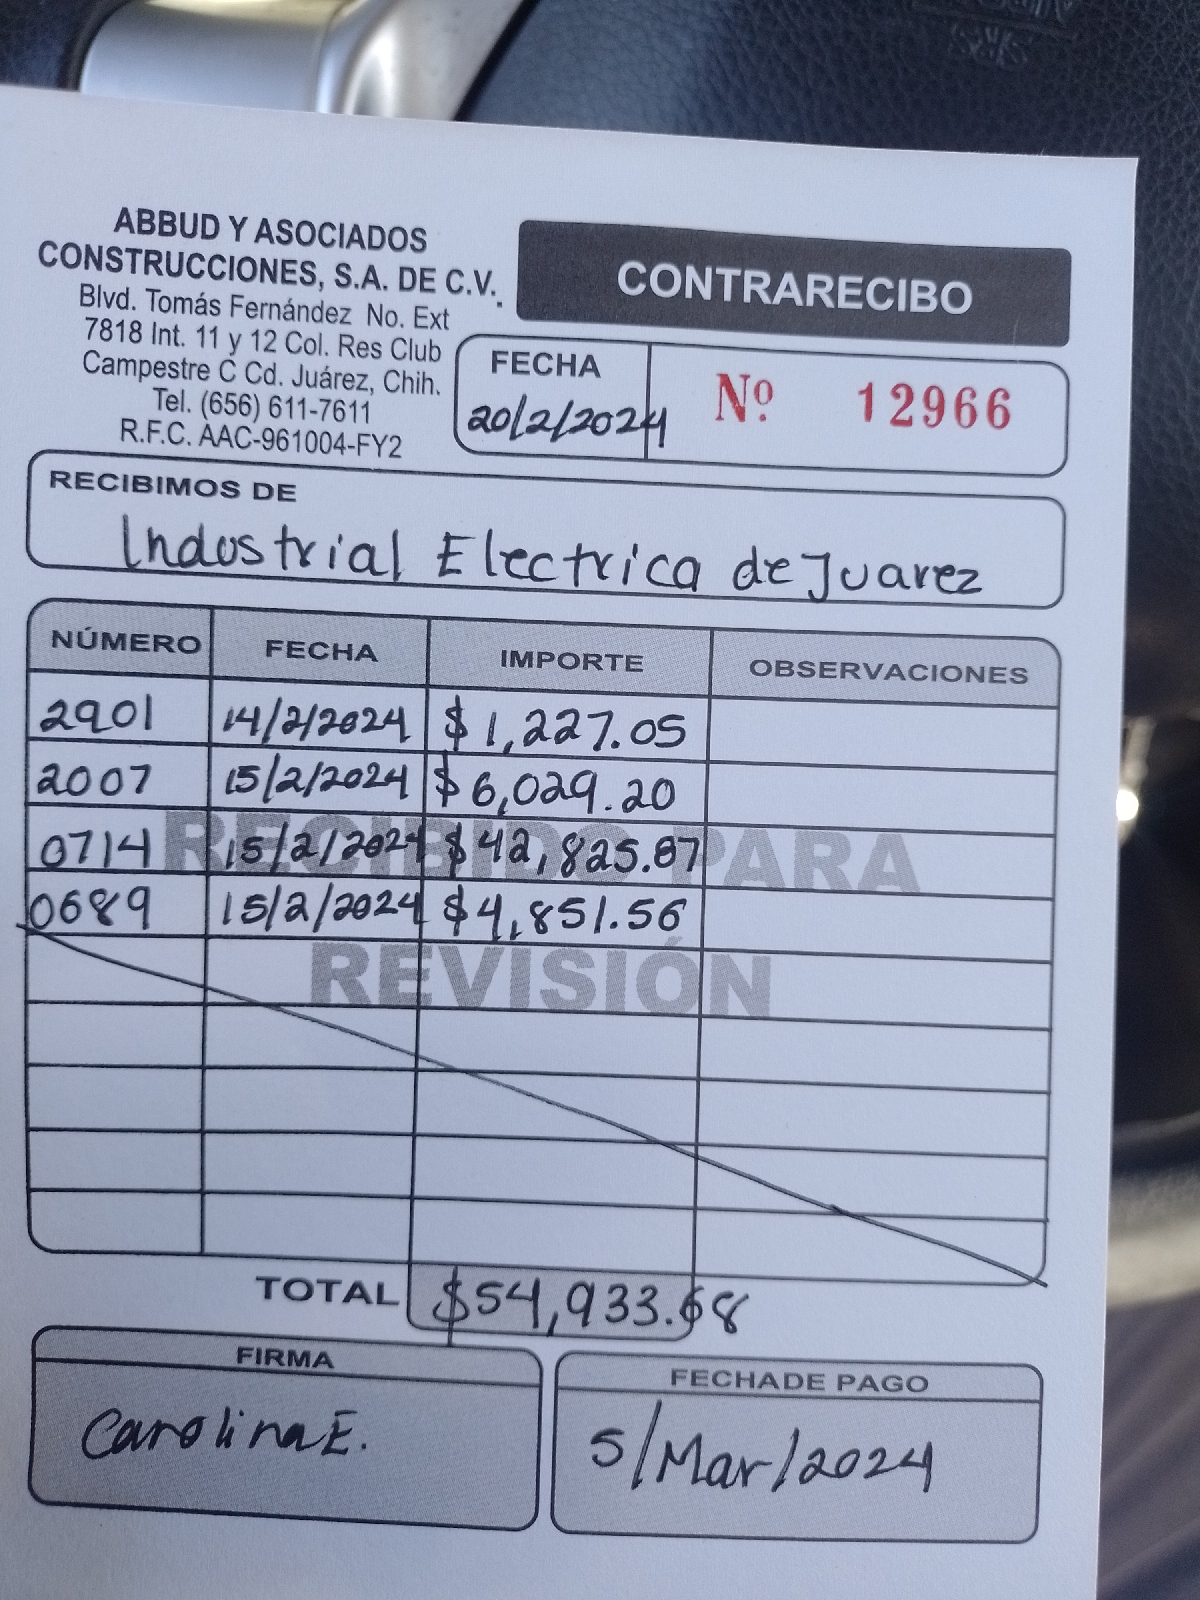 ABBUD Y ASOCIADOS
CONSTRUCCIONES, S.A. DE C.V.
Blvd. Tomás Fernández No. Ext
7818 Int. 11 y 12 Col. Res Club
Campestre C Cd. Juárez, Chih.
Tel. (656) 611-7611
R.F.C. AAC-961004-FY2
CONTRARECIBO
FECHA
20/2/2024
Nº 12966
RECIBIMOS DE
Industrial Electrica de Juarez
NÚMERO FECHA IMPORTE OBSERVACIONES
2901 14/2/2024 $1,227.05
2007 15/2/2024 $6,029.20
0714 15/2/2024 $42,825.87
0689 15/2/2024 $4,851.56
RECIBIDO PARA
REVISIÓN
TOTAL $54,933.68
FIRMA
Carolina E.
FECHADE PAGO
5/Mar/2024